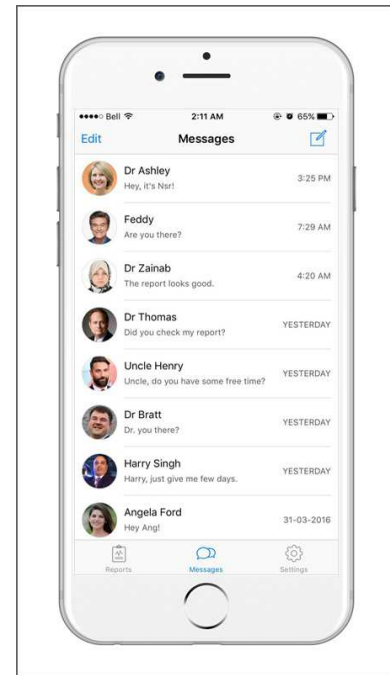 Bell 2:11 AM 65%
Edit Messages
Dr Ashley
Hey, it's Nsr!
3:25 PM
Feddy
Are you there?
7:29 AM
Dr Zainab
The report looks good.
4:20 AM
Dr Thomas
Did you check my report?
YESTERDAY
Uncle Henry
Uncle, do you have some free time?
YESTERDAY
Dr Bratt
Dr. you there?
YESTERDAY
Harry Singh
Harry, just give me few days.
YESTERDAY
Angela Ford
Hey Ang!
31-03-2016
Reports Messages Settings